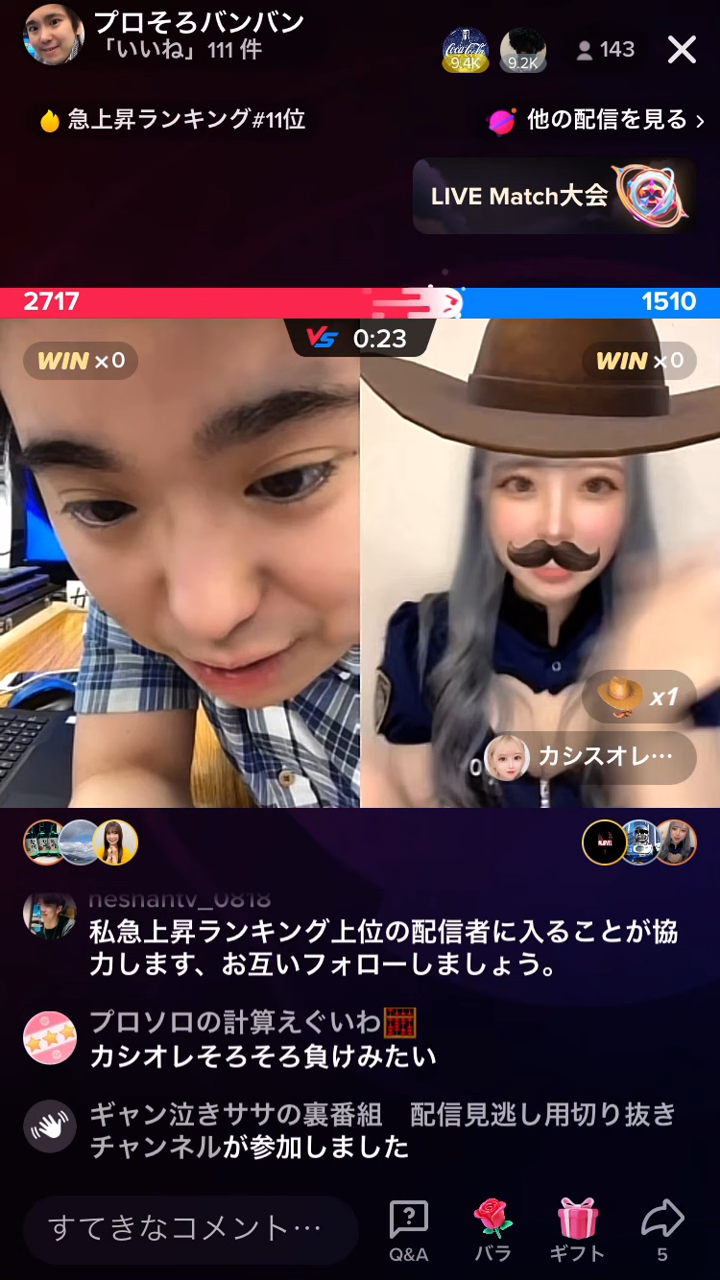 プロそろバンバン
「いいね」111 件
9.4K
9.2K
143
急上昇ランキング#11位
他の配信を見る
LIVE Match大会
2717
1510
VS 0:23
WIN x0
WIN x0
x1
カシスオレ…
heshantv_0818
私急上昇ランキング上位の配信者に入ることが協
力します、お互いフォローしましょう。
プロソロの計算えぐいわ🧮
カシオレそろそろ負けみたい
ギャン泣きササの裏番組 配信見逃し用切り抜き
チャンネルが参加しました
すてきなコメント…
Q&A
バラ
ギフト
5